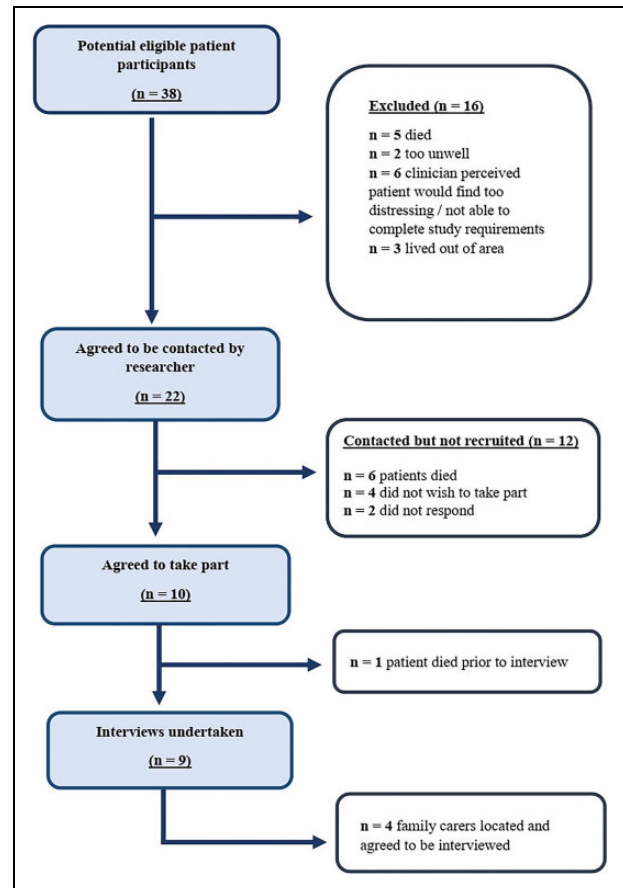 Potential eligible patient
participants
(n = 38)
Excluded (n = 16)
n = 5 died
n = 2 too unwell
n = 6 clinician perceived
patient would find too
distressing / not able to
complete study requirements
n = 3 lived out of area
Agreed to be contacted by
researcher
(n = 22)
Contacted but not recruited (n = 12)
n = 6 patients died
n = 4 did not wish to take part
n = 2 did not respond
Agreed to take part
(n = 10)
n = 1 patient died prior to interview
Interviews undertaken
(n = 9)
n = 4 family carers located and
agreed to be interviewed